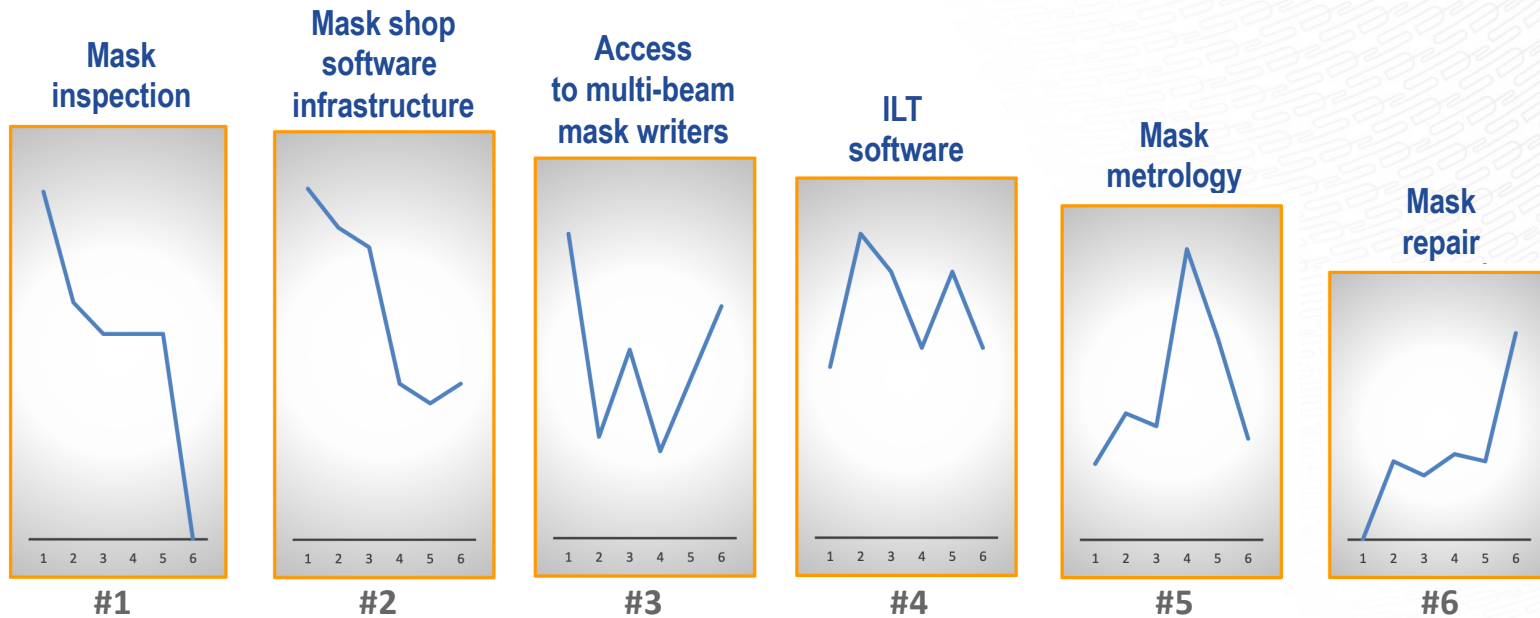 Mask
inspection
Mask shop
software
infrastructure
Access
to multi-beam
mask writers
ILT
software
Mask
metrology
Mask
repair
1 2 3 4 5 6
1 2 3 4 5 6
1 2 3 4 5 6
1 2 3 4 5 6
1 2 3 4 5 6
1 2 3 4 5 6
#1
#2
#3
#4
#5
#6